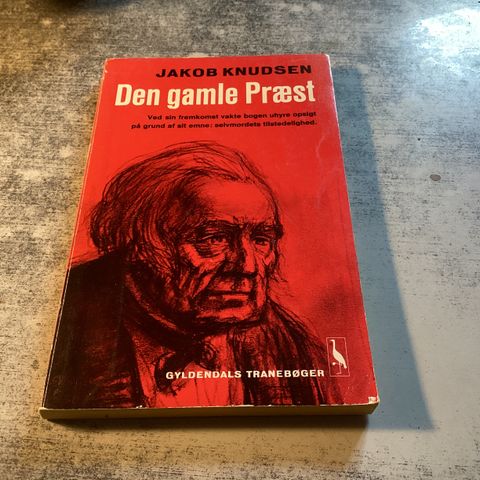 JAKOB KNUDSEN
Den gamle Præst
Ved sin fremkomst vakte bogen uhyre opsigt
på grund af sit emne: selvmordets tilstedelighed.
GYLDENDALS TRANEBØGER